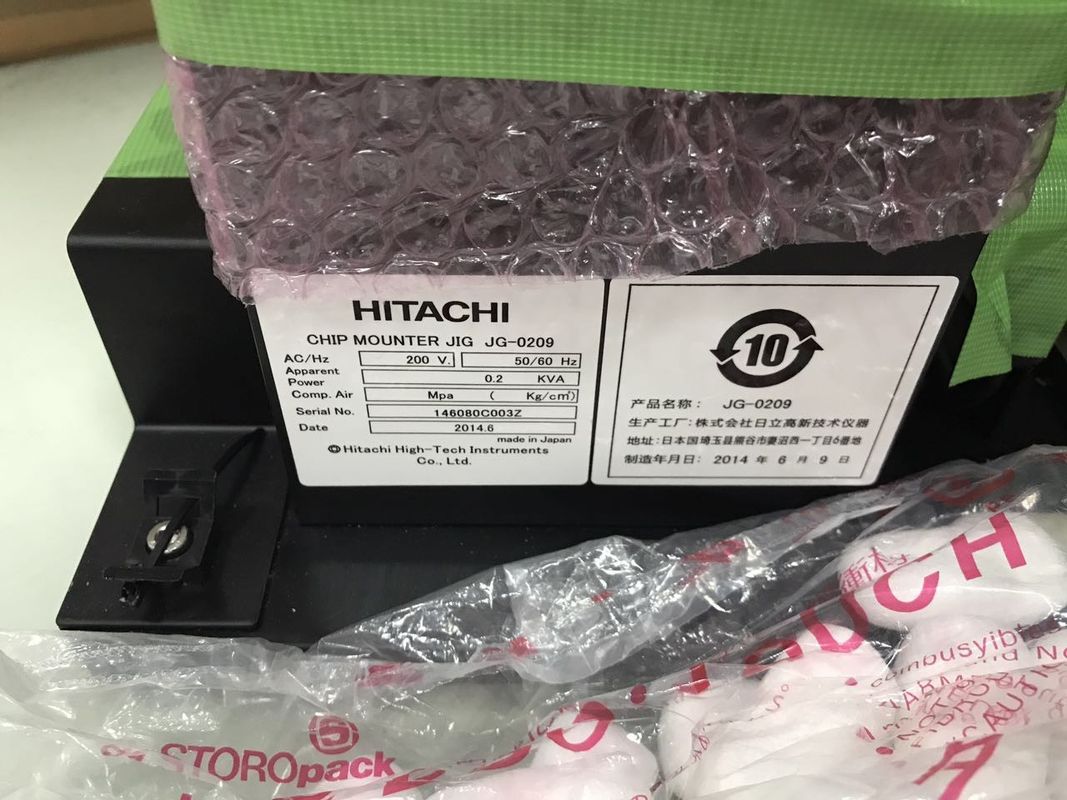 HITACHI
CHIP MOUNTER JIG JG-0209
AC/Hz 200 V. 50/60 Hz
Apparent Power 0.2 KVA
Comp. Air Mpa ( Kg/c㎡)
Serial No. 146080C003Z
Date 2014.6
made in Japan
©Hitachi High-Tech Instruments
Co., Ltd.
10
产品名称: JG-0209
生产工厂: 株式会社日立高新技术仪器
地址: 日本国埼玉县熊谷市妻沼西一丁目6番地
制造年月日: 2014 年 6 月 9 日
STOROpack